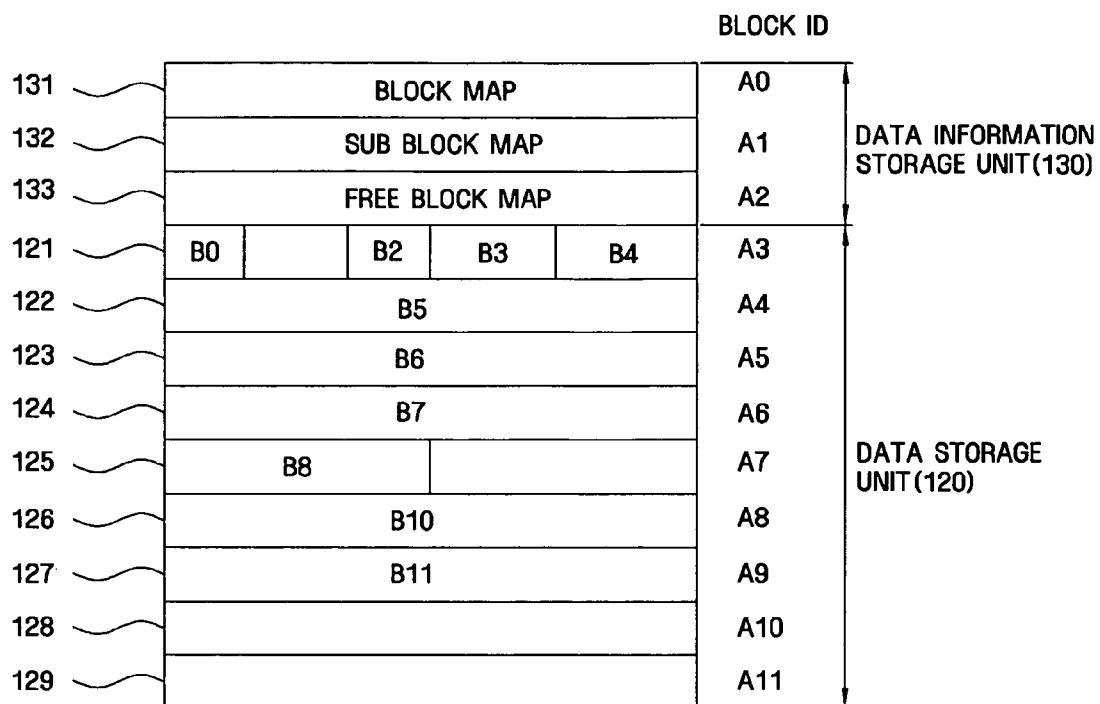 BLOCK ID
131 BLOCK MAP A0
132 SUB BLOCK MAP A1
DATA INFORMATION
STORAGE UNIT(130)
133 FREE BLOCK MAP A2
121 B0 B2 B3 B4 A3
122 B5 A4
123 B6 A5
124 B7 A6
125 B8 A7
DATA STORAGE
UNIT(120)
126 B10 A8
127 B11 A9
128 A10
129 A11